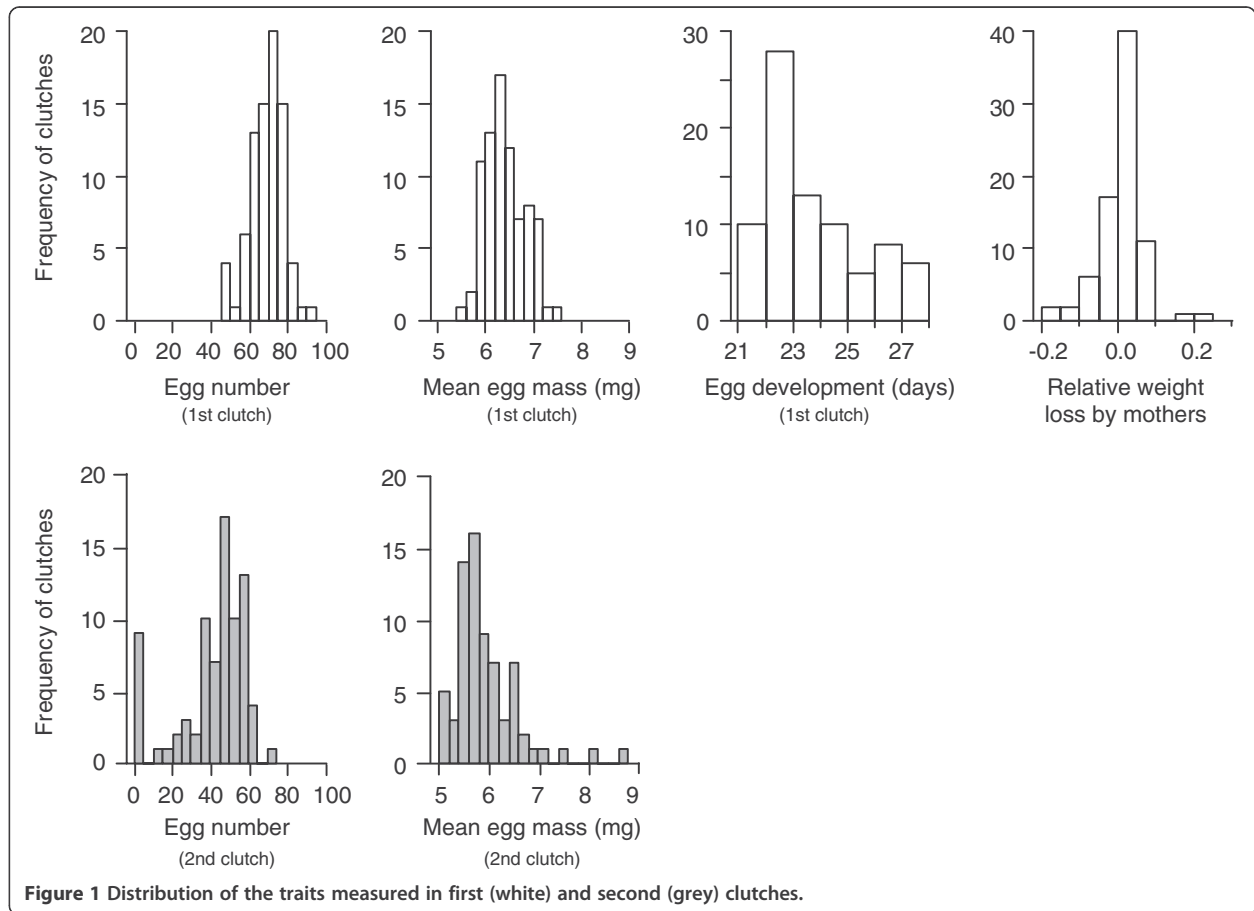 Frequency of clutches
20
15
10
5
0
0 20 40 60 80 100
Egg number
(1st clutch)
20
15
10
5
0
5 6 7 8 9
Mean egg mass (mg)
(1st clutch)
30
20
10
0
21 23 25 27
Egg development (days)
(1st clutch)
40
30
20
10
0
-0.2 0.0 0.2
Relative weight
loss by mothers
Frequency of clutches
20
15
10
5
0
0 20 40 60 80 100
Egg number
(2nd clutch)
20
15
10
5
0
5 6 7 8 9
Mean egg mass (mg)
(2nd clutch)
Figure 1 Distribution of the traits measured in first (white) and second (grey) clutches.